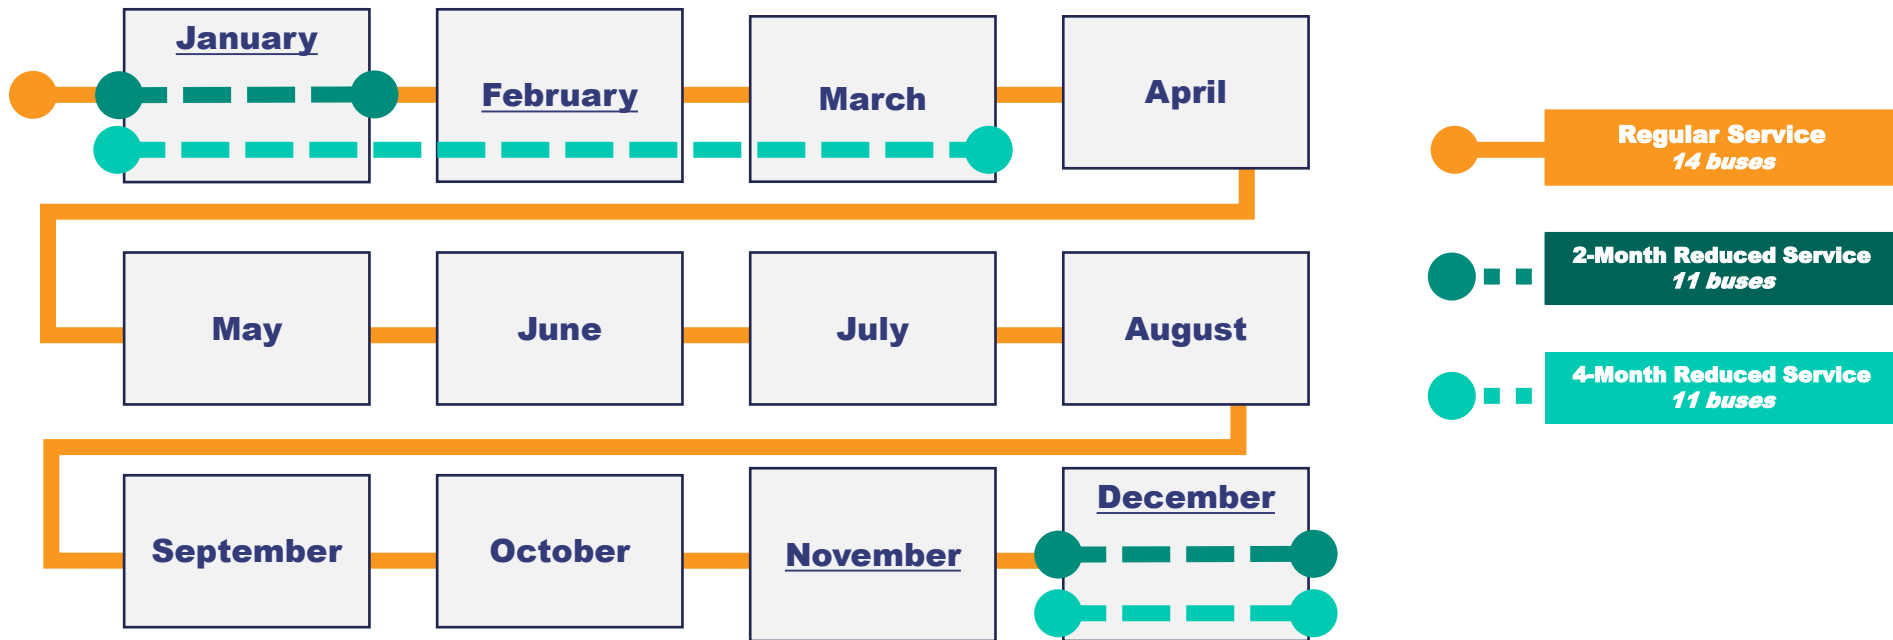 January
February
March
April
May
June
July
August
September
October
November
December
Regular Service
14 buses
2-Month Reduced Service
11 buses
4-Month Reduced Service
11 buses